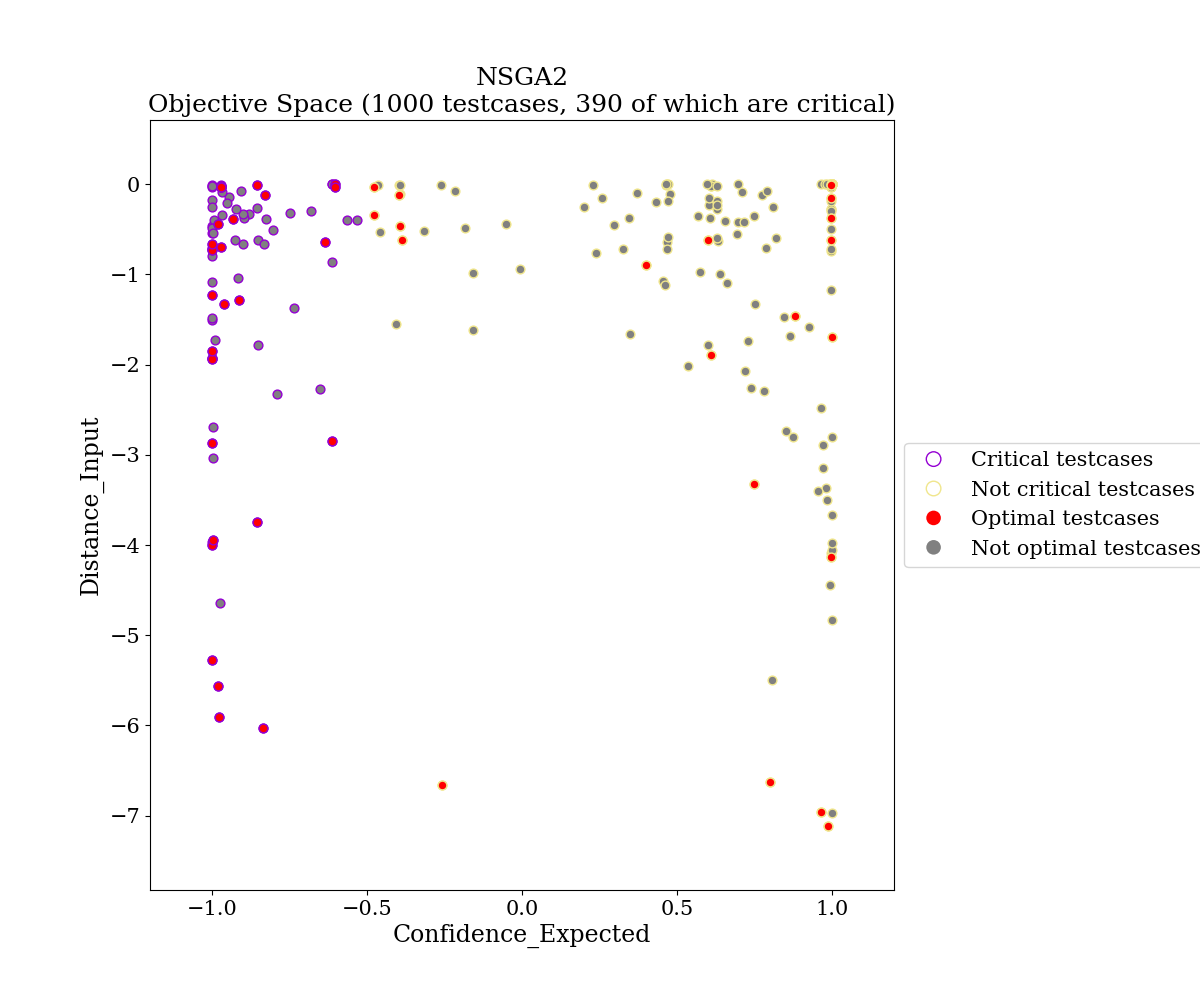 NSGA2
Objective Space (1000 testcases, 390 of which are critical)
0
−1
−2
−3
−4
−5
−6
−7
Distance_Input
−1.0
−0.5
0.0
0.5
1.0
Confidence_Expected
Critical testcases
Not critical testcases
Optimal testcases
Not optimal testcases